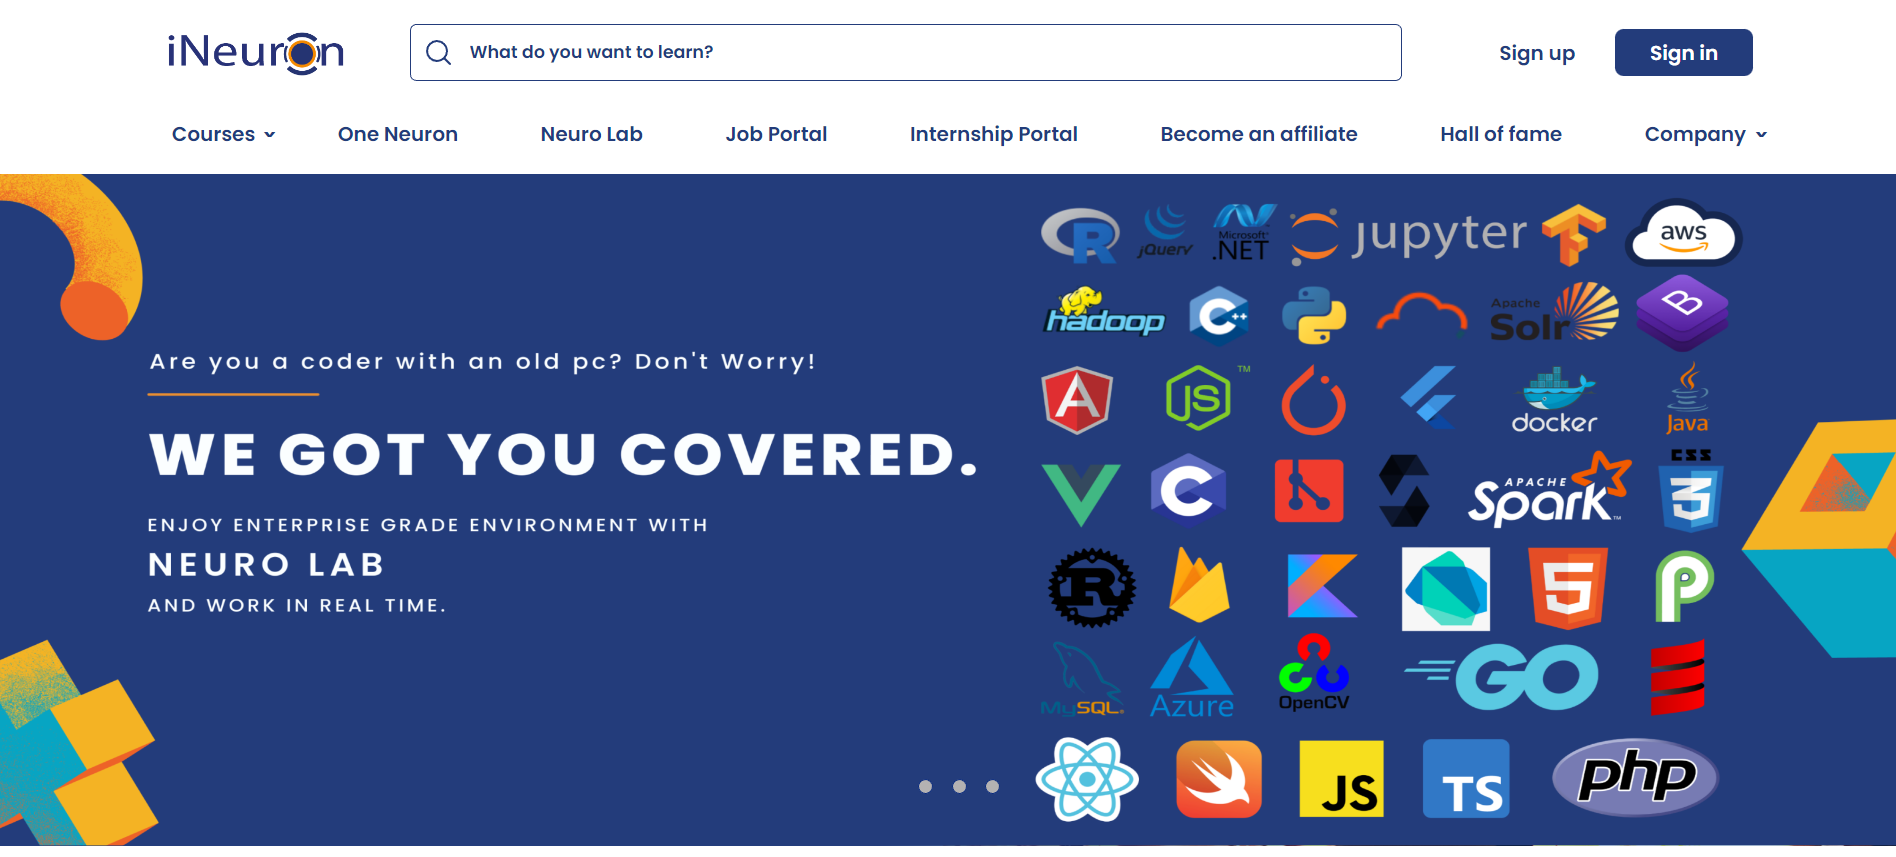 iNeuron
What do you want to learn?
Sign up
Sign in
Courses
One Neuron
Neuro Lab
Job Portal
Internship Portal
Become an affiliate
Hall of fame
Company
Are you a coder with an old pc? Don't Worry!
WE GOT YOU COVERED.
ENJOY ENTERPRISE GRADE ENVIRONMENT WITH
NEURO LAB
AND WORK IN REAL TIME.
R
jQuery
Microsoft
.NET
jupyter
aws
hadoop
C++
Apache
Solr
B
A
JS
TM
docker
Java
C
APACHE
Spark
TM
CSS
3
R
5
P
MySQL
Azure
OpenCV
GO
JS
TS
php